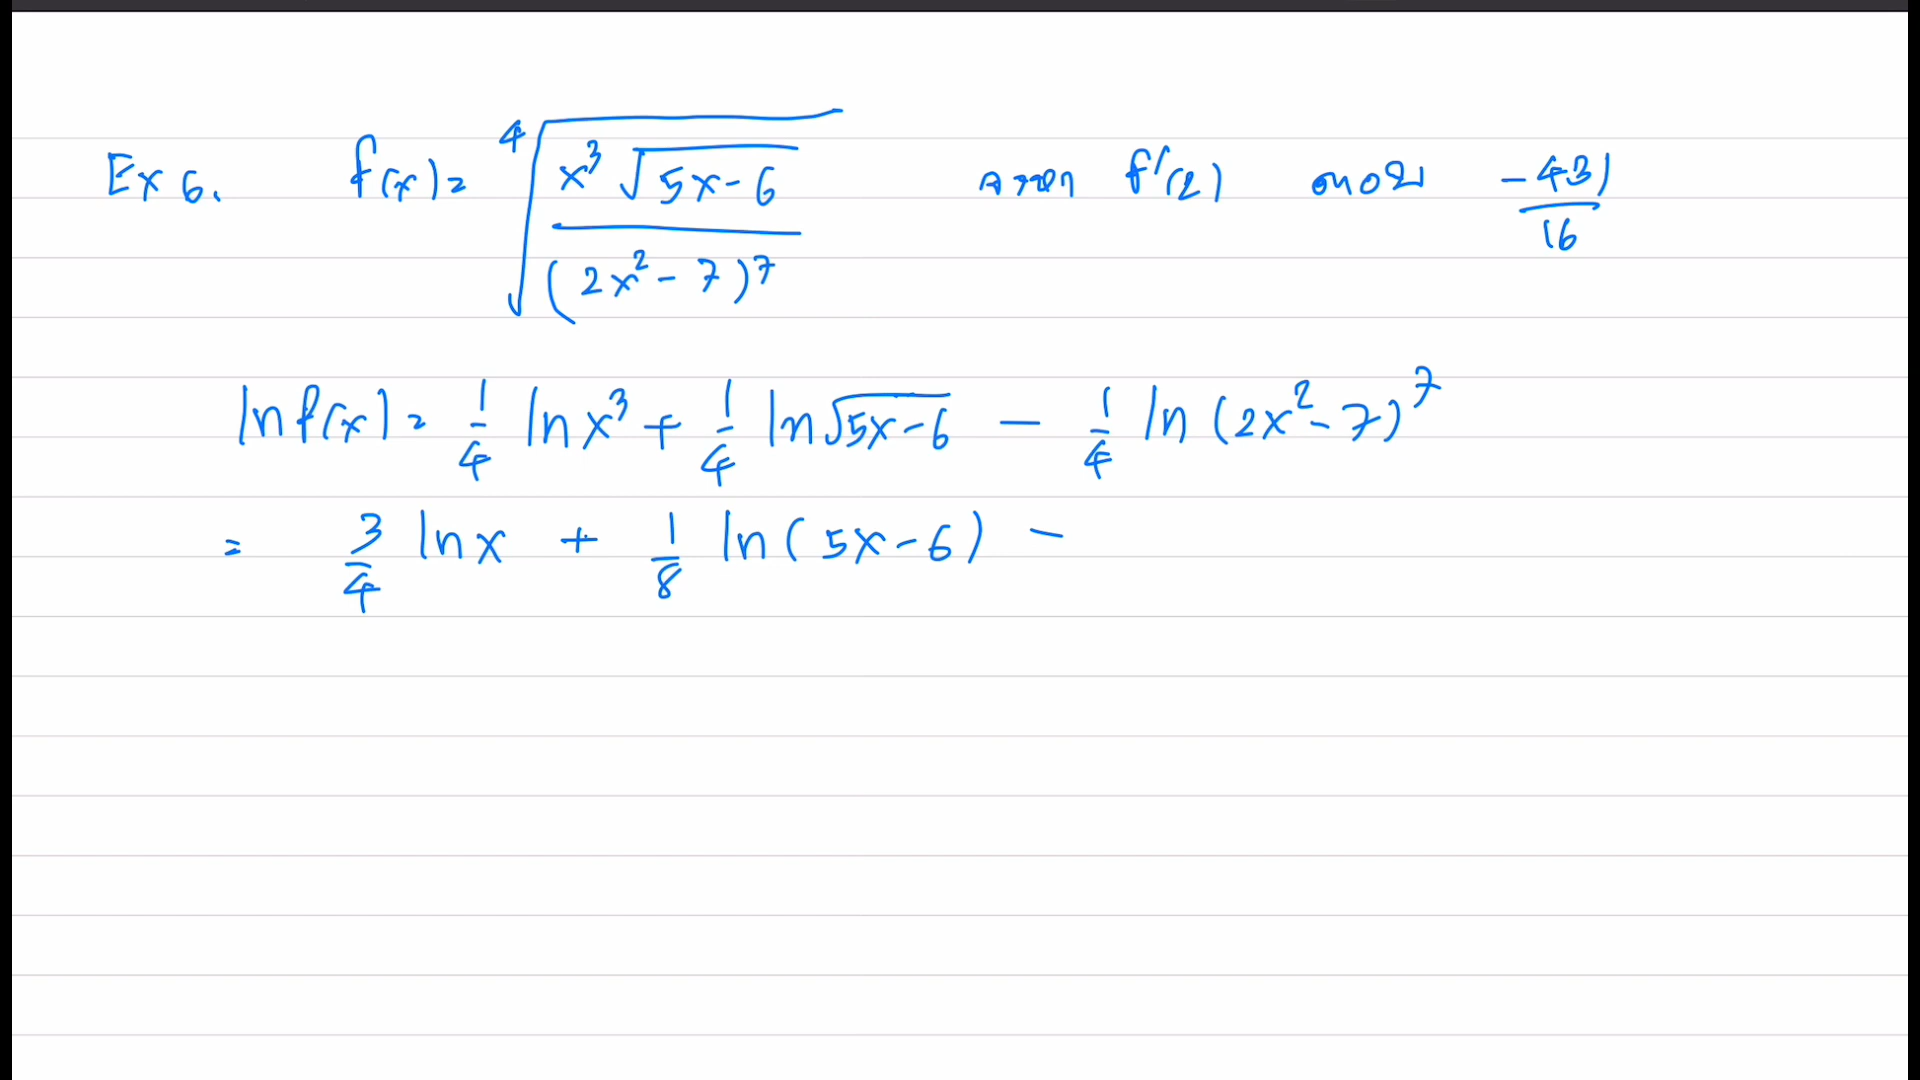 Ex 6. f(x) = ⁴√(x³ √(5x-6) / (2x²-7)⁷) จงหา f'(2) ตอบ -431/16
ln f(x) = 1/4 ln x³ + 1/4 ln √(5x-6) - 1/4 ln (2x²-7)⁷
= 3/4 ln x + 1/8 ln (5x-6) -